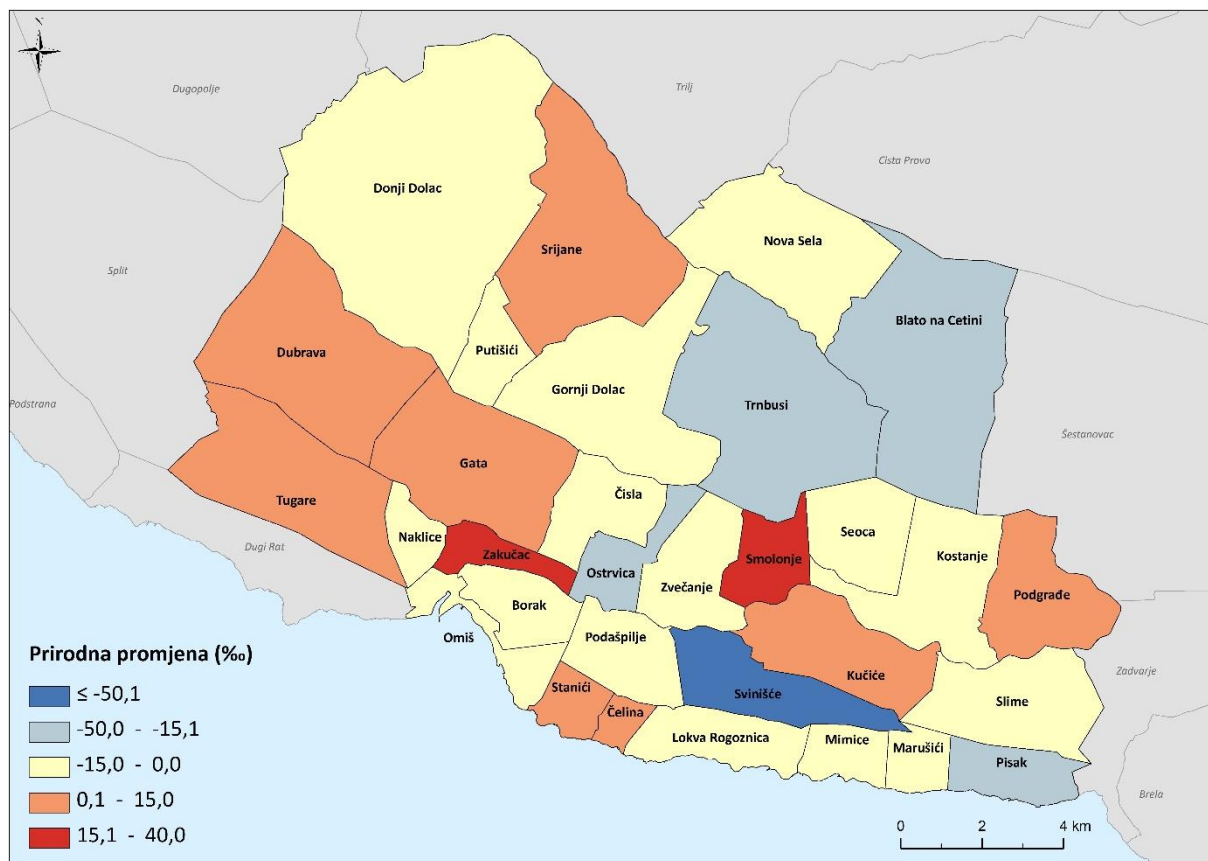 N
Dugopolje
Trilj
Cista Prova
Donji Dolac
Nova Sela
Srijane
Split
Blato na Cetini
Putišići
Dubrava
Gornji Dolac
Trnbusi
Podstrana
Šestanovac
Gata
Čisla
Tugare
Seoca
Naklice
Kostanje
Dugi Rat
Zakučac
Smolonje
Ostrvica
Zvečanje
Podgrađe
Borak
Omiš
Podašpilje
Prirodna promjena (‰)
Zadvarje
Kučiće
Stanići
Svinišće
≤ -50,1
Slime
Čelina
-50,0 - -15,1
Lokva Rogoznica
Mimice
Marušići
Pisak
-15,0 - 0,0
Brela
0,1 - 15,0
15,1 - 40,0
0 2 4 km